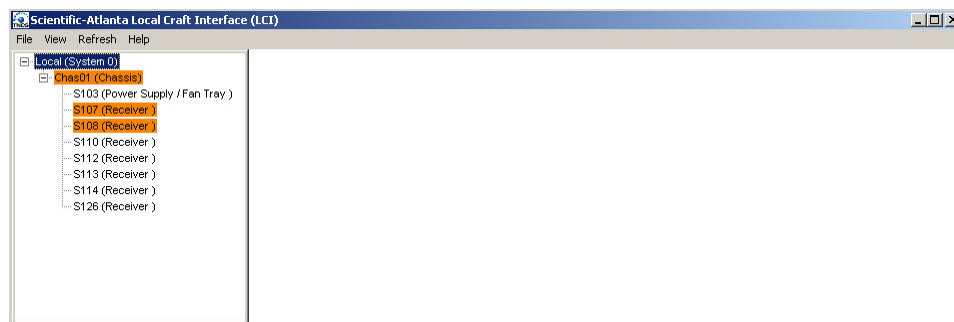 TNCS
Scientific-Atlanta Local Craft Interface (LCI)
File View Refresh Help
Local (System 0)
Chas01 (Chassis)
S103 (Power Supply / Fan Tray )
S107 (Receiver )
S108 (Receiver )
S110 (Receiver )
S112 (Receiver )
S113 (Receiver )
S114 (Receiver )
S126 (Receiver )